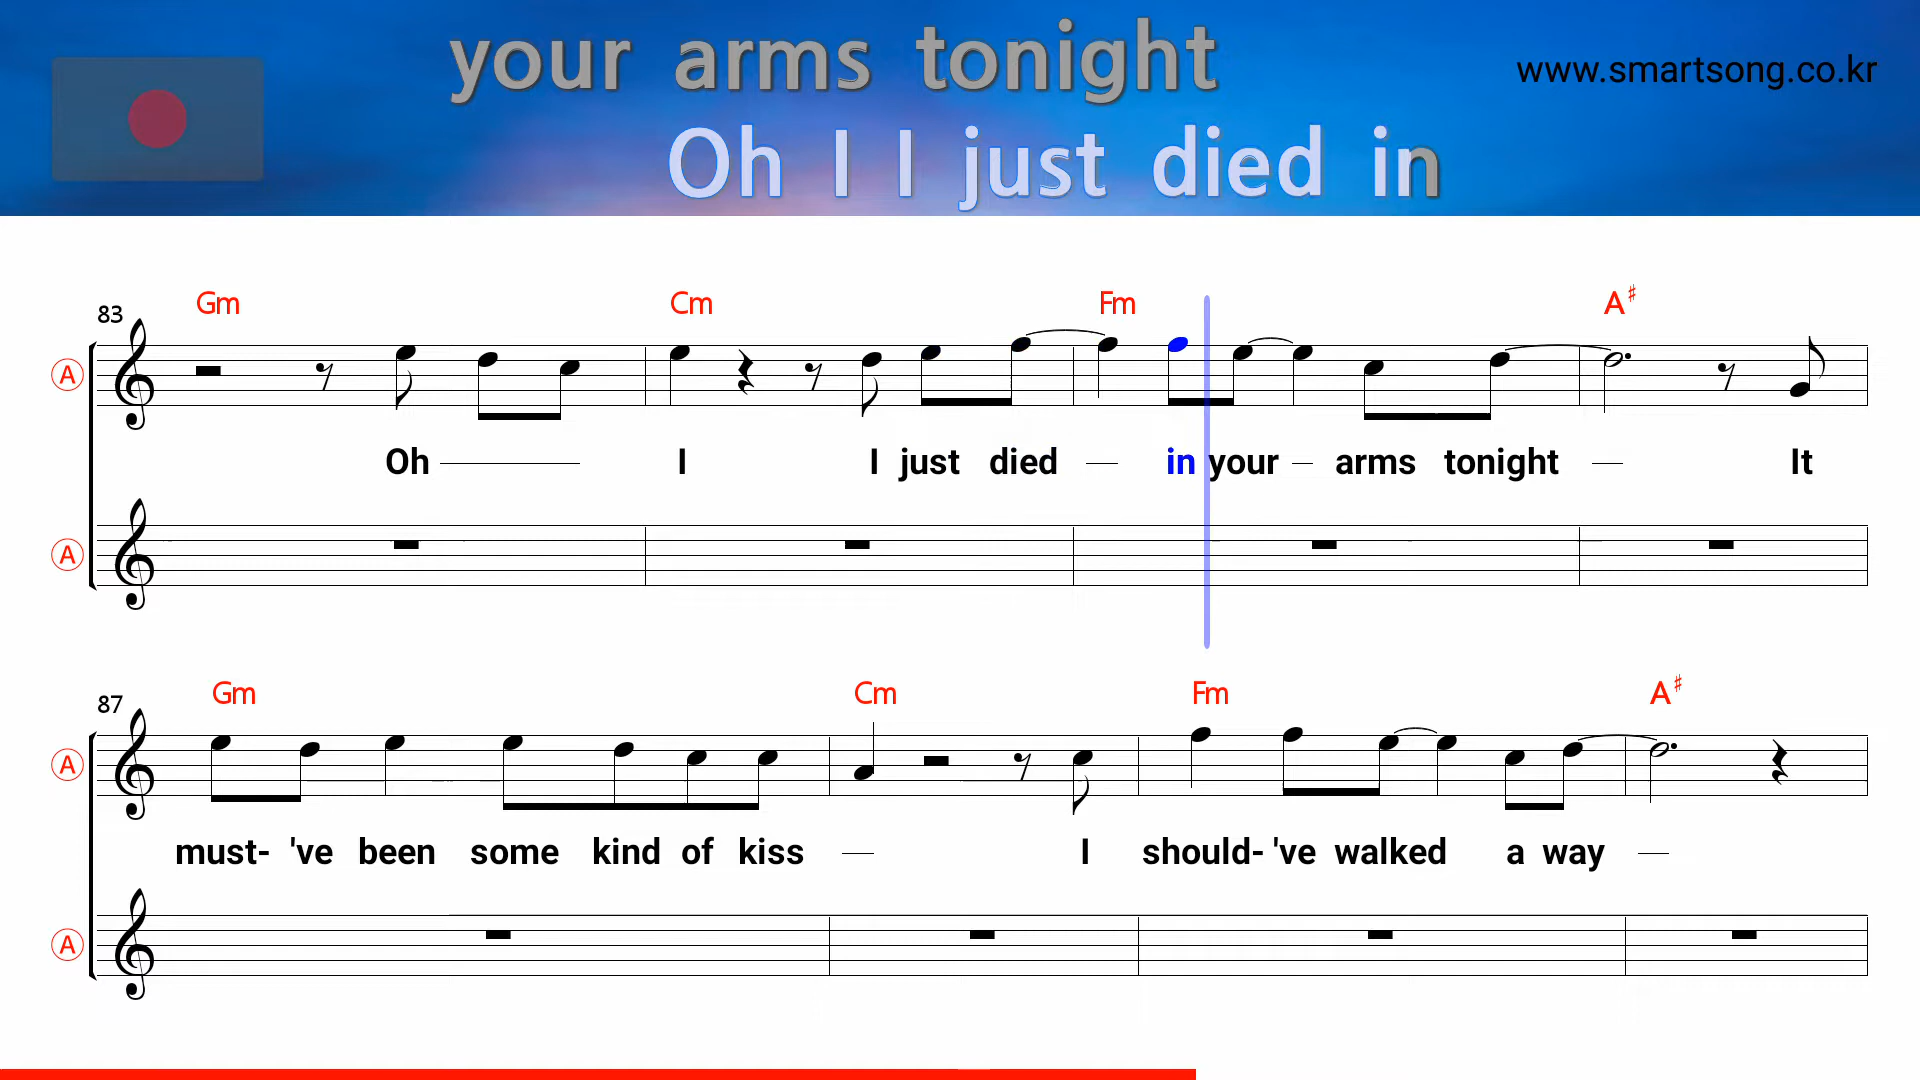 your arms tonight
www.smartsong.co.kr
Oh I I just died in
83 Gm Cm Fm A♯
A
Oh I I just died in your arms tonight It
A
87 Gm Cm Fm A♯
A
must- 've been some kind of kiss I should- 've walked a way
A